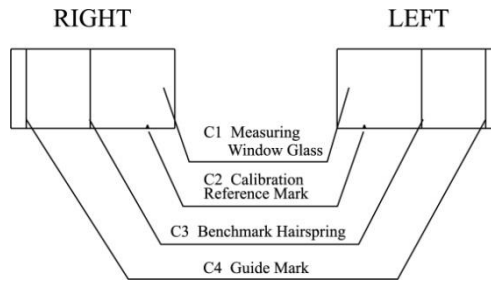 RIGHT
LEFT
C1 Measuring
Window Glass
C2 Calibration
Reference Mark
C3 Benchmark Hairspring
C4 Guide Mark